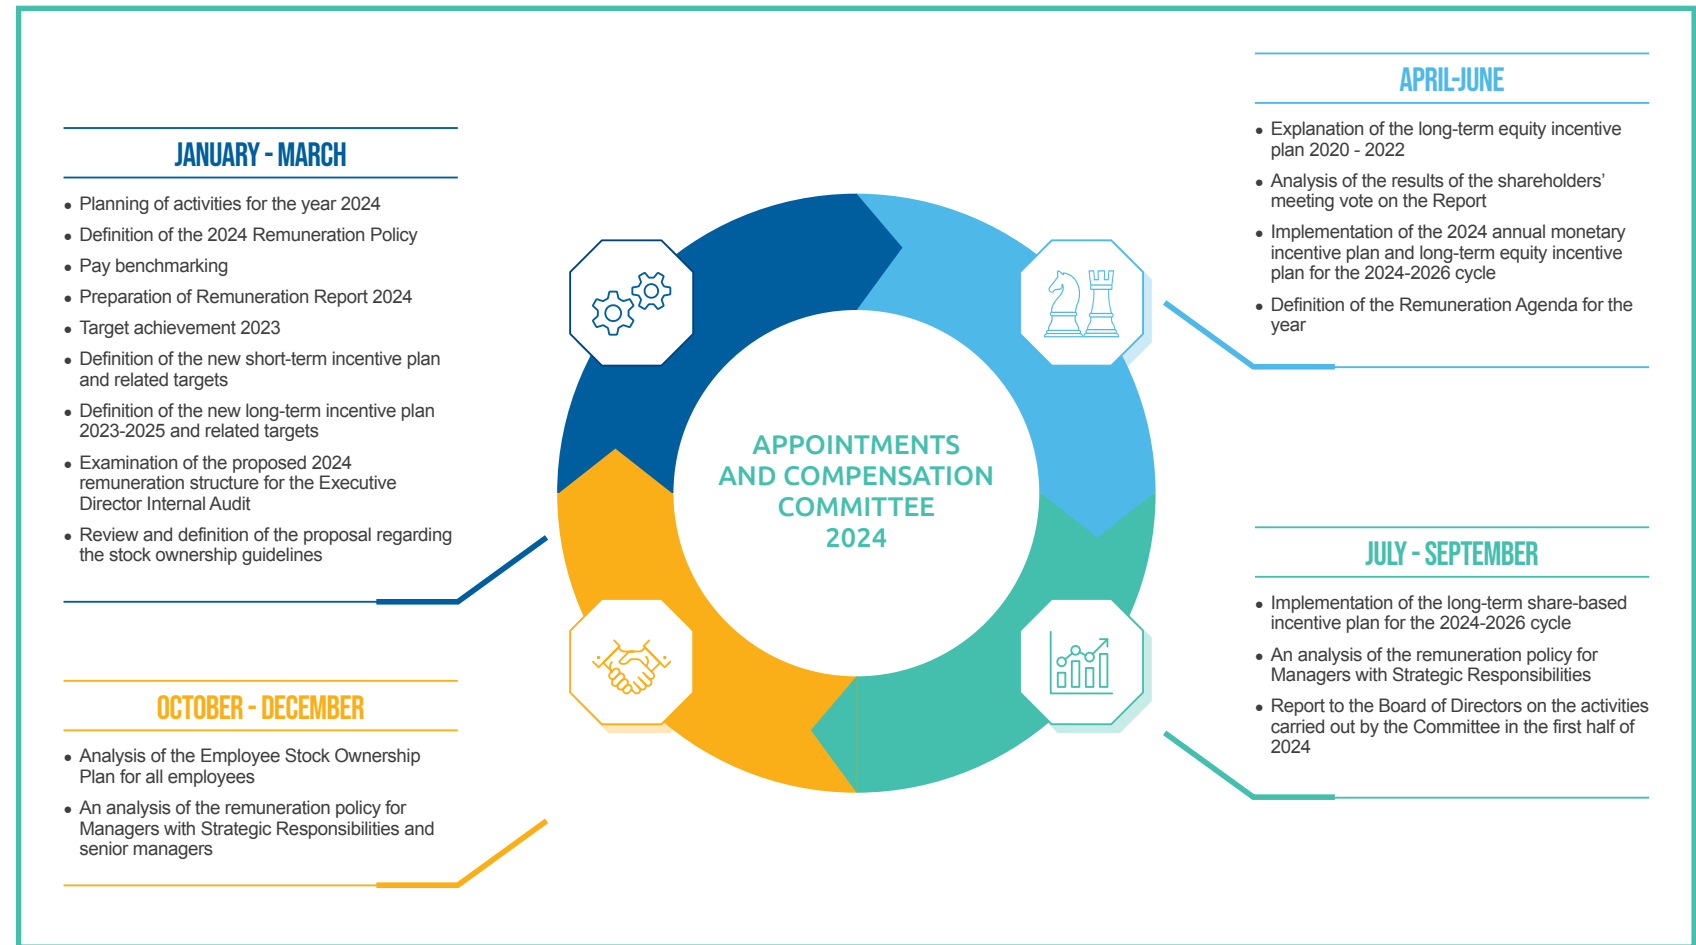 JANUARY - MARCH
• Planning of activities for the year 2024
• Definition of the 2024 Remuneration Policy
• Pay benchmarking
• Preparation of Remuneration Report 2024
• Target achievement 2023
• Definition of the new short-term incentive plan
and related targets
• Definition of the new long-term incentive plan
2023-2025 and related targets
• Examination of the proposed 2024
remuneration structure for the Executive
Director Internal Audit
• Review and definition of the proposal regarding
the stock ownership guidelines
APRIL-JUNE
• Explanation of the long-term equity incentive
plan 2020 - 2022
• Analysis of the results of the shareholders’
meeting vote on the Report
• Implementation of the 2024 annual monetary
incentive plan and long-term equity incentive
plan for the 2024-2026 cycle
• Definition of the Remuneration Agenda for the
year
APPOINTMENTS
AND COMPENSATION
COMMITTEE
2024
JULY - SEPTEMBER
• Implementation of the long-term share-based
incentive plan for the 2024-2026 cycle
• An analysis of the remuneration policy for
Managers with Strategic Responsibilities
• Report to the Board of Directors on the activities
carried out by the Committee in the first half of
2024
OCTOBER - DECEMBER
• Analysis of the Employee Stock Ownership
Plan for all employees
• An analysis of the remuneration policy for
Managers with Strategic Responsibilities and
senior managers